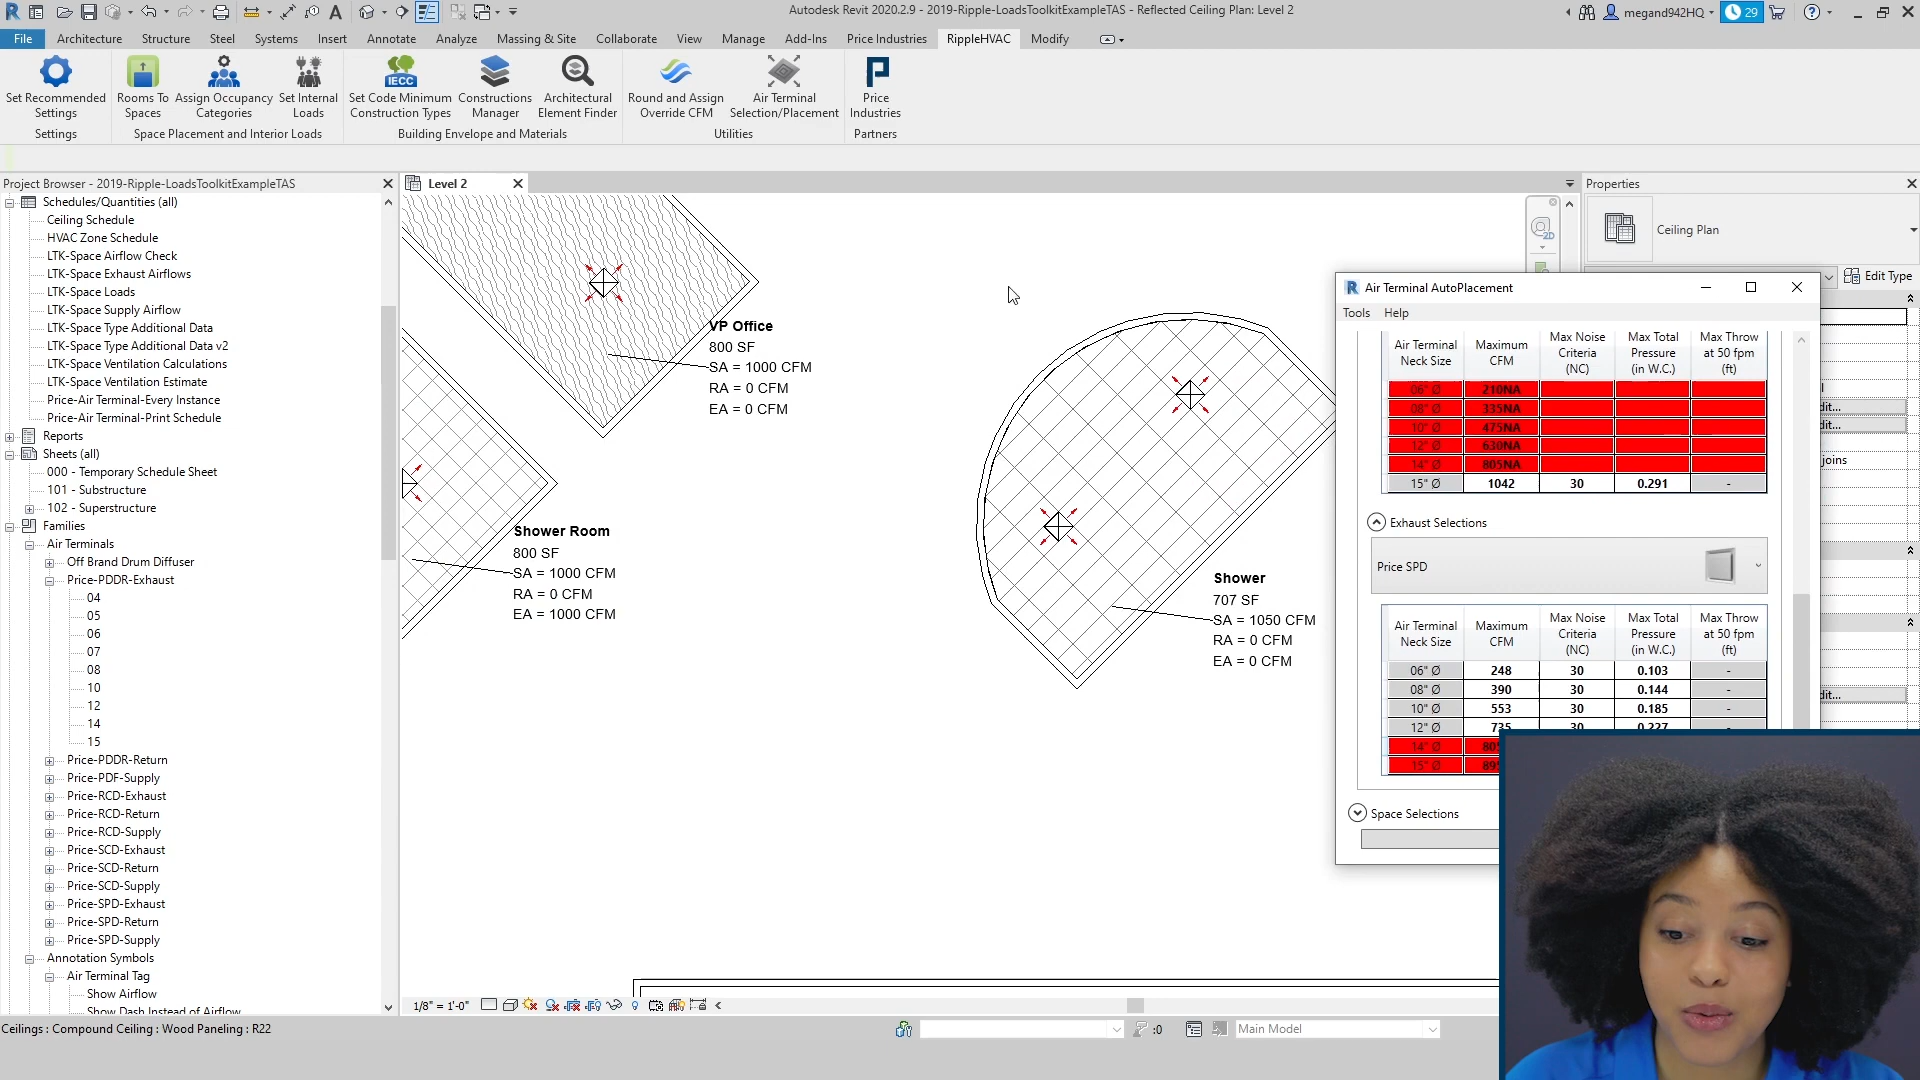 Autodesk Revit 2020.2.9 - 2019-Ripple-LoadsToolkitExampleTAS - Reflected Ceiling Plan: Level 2
megand942HQ
29
File
Architecture
Structure
Steel
Systems
Insert
Annotate
Analyze
Massing & Site
Collaborate
View
Manage
Add-Ins
Price Industries
RippleHVAC
Modify
IECC
Set Recommended Settings
Rooms To Spaces
Assign Occupancy Categories
Set Internal Loads
Set Code Minimum Construction Types
Constructions Manager
Architectural Element Finder
Round and Assign Override CFM
Air Terminal Selection/Placement
Price Industries
Settings
Space Placement and Interior Loads
Building Envelope and Materials
Utilities
Partners
Project Browser - 2019-Ripple-LoadsToolkitExampleTAS
Schedules/Quantities (all)
Ceiling Schedule
HVAC Zone Schedule
LTK-Space Airflow Check
LTK-Space Exhaust Airflows
LTK-Space Loads
LTK-Space Supply Airflow
LTK-Space Type Additional Data
LTK-Space Type Additional Data v2
LTK-Space Ventilation Calculations
LTK-Space Ventilation Estimate
Price-Air Terminal-Every Instance
Price-Air Terminal-Print Schedule
Reports
Sheets (all)
000 - Temporary Schedule Sheet
101 - Substructure
102 - Superstructure
Families
Air Terminals
Off Brand Drum Diffuser
Price-PDDR-Exhaust
04
05
06
07
08
10
12
14
15
Price-PDDR-Return
Price-PDF-Supply
Price-RCD-Exhaust
Price-RCD-Return
Price-RCD-Supply
Price-SCD-Exhaust
Price-SCD-Return
Price-SCD-Supply
Price-SPD-Exhaust
Price-SPD-Return
Price-SPD-Supply
Annotation Symbols
Air Terminal Tag
Show Airflow
Show Dash Instead of Airflow
Level 2
VP Office
800 SF
SA = 1000 CFM
RA = 0 CFM
EA = 0 CFM
Shower Room
800 SF
SA = 1000 CFM
RA = 0 CFM
EA = 1000 CFM
Shower
707 SF
SA = 1050 CFM
RA = 0 CFM
EA = 0 CFM
2D
Properties
Ceiling Plan
Edit Type
dit...
dit...
joins
dit...
Air Terminal AutoPlacement
Tools Help
Air Terminal Neck Size
Maximum CFM
Max Noise Criteria (NC)
Max Total Pressure (in W.C.)
Max Throw at 50 fpm (ft)
06" Ø 210NA
08" Ø 335NA
10" Ø 475NA
12" Ø 630NA
14" Ø 805NA
15" Ø 1042 30 0.291 -
Exhaust Selections
Price SPD
Air Terminal Neck Size
Maximum CFM
Max Noise Criteria (NC)
Max Total Pressure (in W.C.)
Max Throw at 50 fpm (ft)
06" Ø 248 30 0.103 -
08" Ø 390 30 0.144 -
10" Ø 553 30 0.185 -
12" Ø 735 30 0.227 -
14" Ø 80
15" Ø 89
Space Selections
1/8" = 1'-0"
Ceilings : Compound Ceiling : Wood Paneling : R22
:0
Main Model